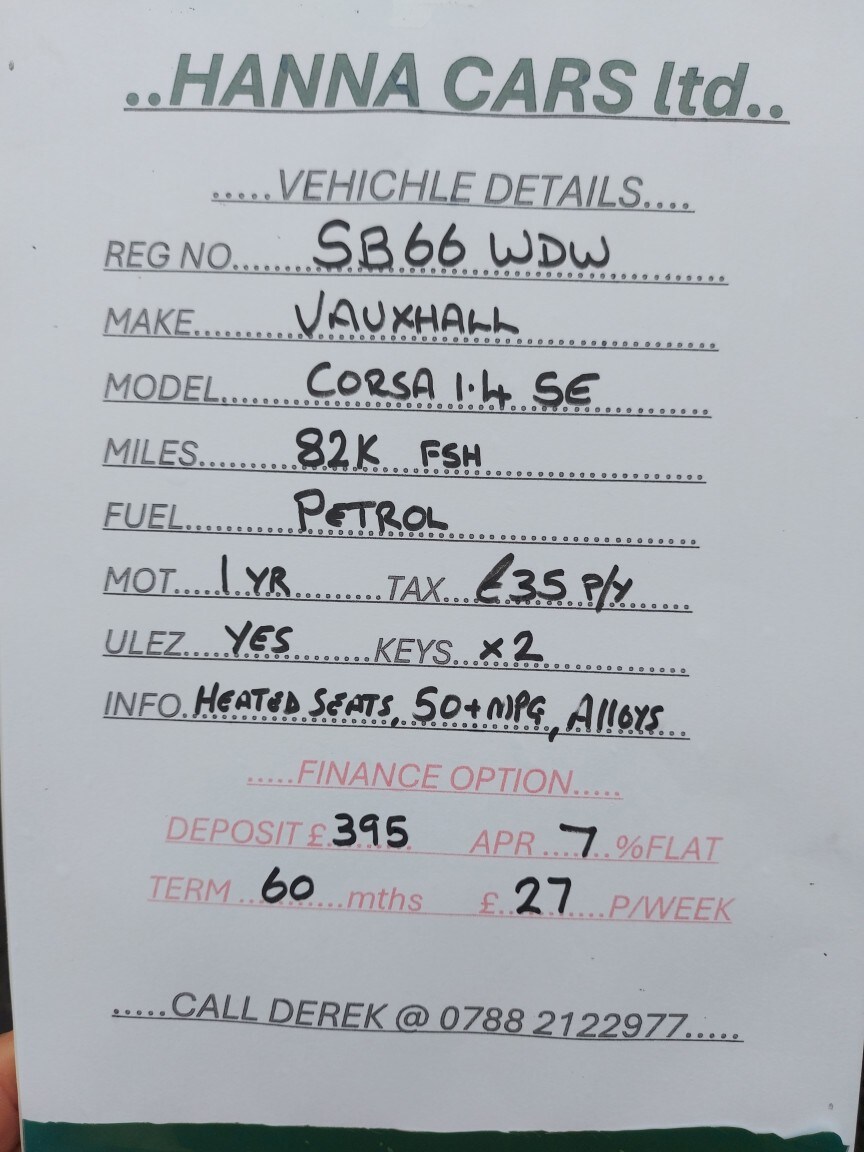 ..HANNA CARS ltd..
.....VEHICHLE DETAILS....
REG NO.....SB66 WDW.....
MAKE.....VAUXHALL.....
MODEL.....CORSA 1.4 SE.....
MILES.....82K FSH.....
FUEL.....PETROL.....
MOT.....1 YR.....TAX.....£35 P/Y.....
ULEZ.....YES.....KEYS.....x2.....
INFO.HEATED SEATS, 50+MPG, Alloys
.....FINANCE OPTION.....
DEPOSIT £.395 APR ....7..%FLAT
TERM ..60.....mths £..27....P/WEEK
.....CALL DEREK @ 0788 2122977.....